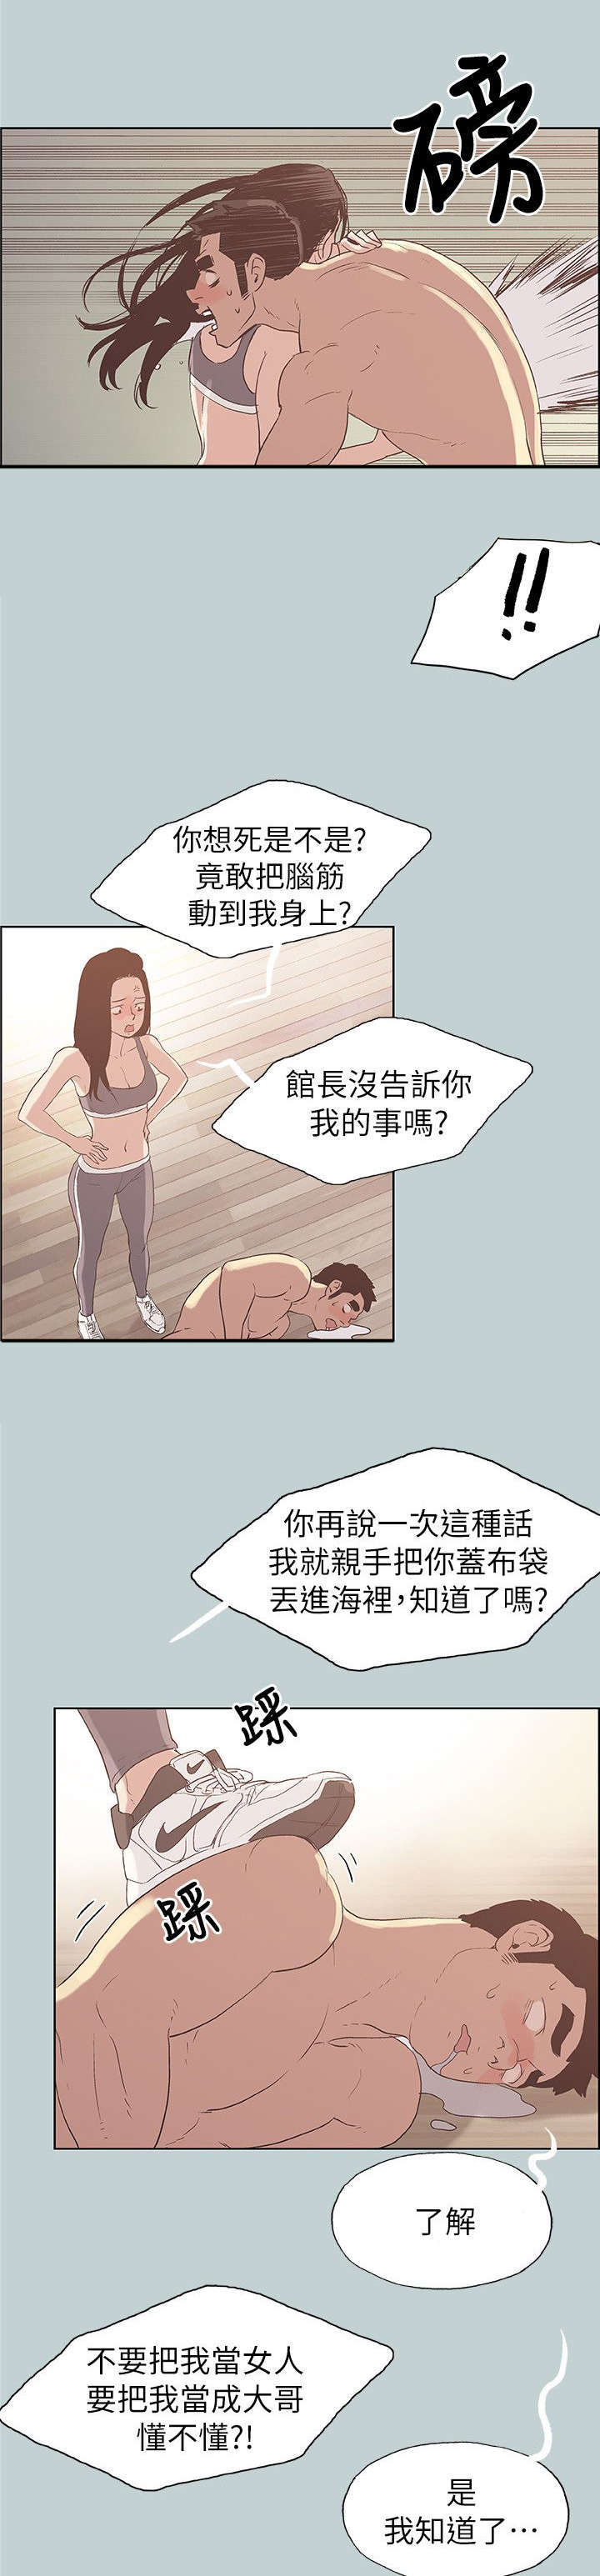 磅
!!
你想死是不是?
竟敢把腦筋
動到我身上?
館長沒告訴你
我的事嗎?
你再說一次這種話
我就親手把你蓋布袋
丟進海裡,知道了嗎?
踩
踩
了解
不要把我當女人
要把我當成大哥
懂不懂?!
是
我知道了⋯